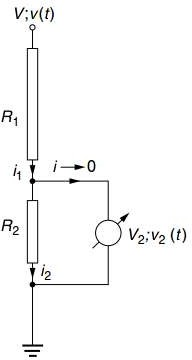 V;v(t)
R1
i1
i → 0
R2
V2;v2 (t)
i2